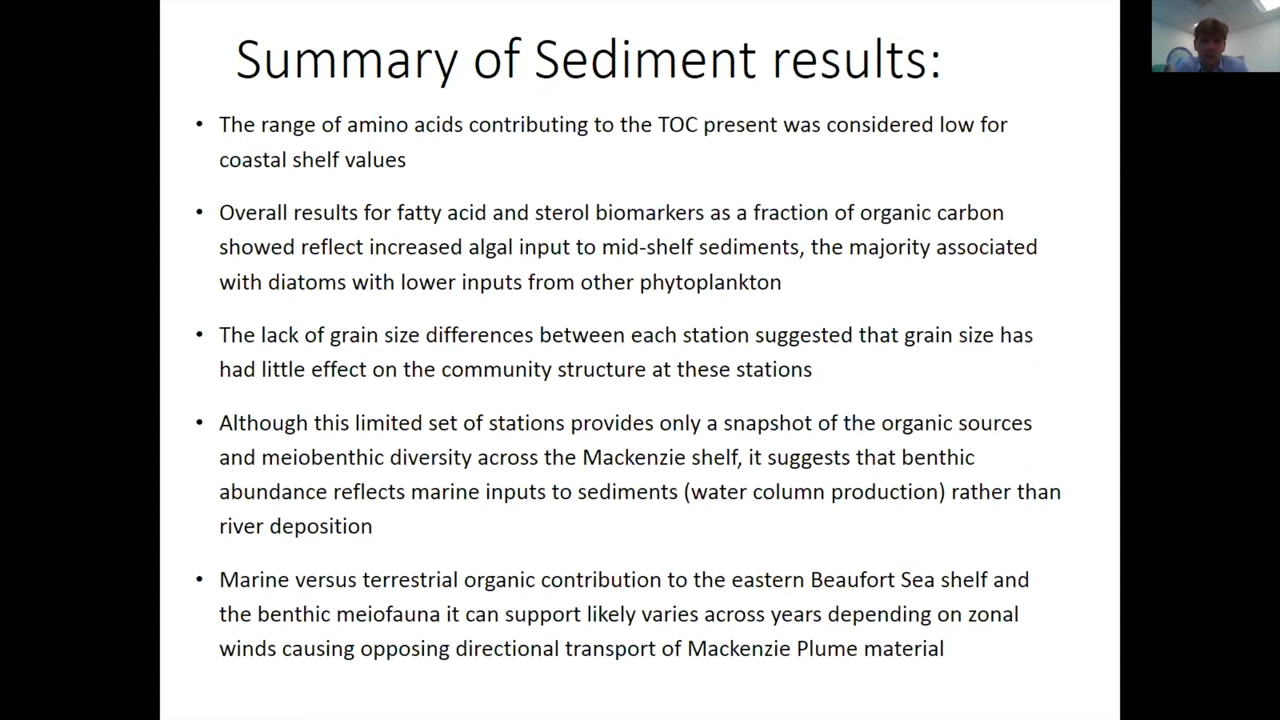 Summary of Sediment results:
• The range of amino acids contributing to the TOC present was considered low for
coastal shelf values
• Overall results for fatty acid and sterol biomarkers as a fraction of organic carbon
showed reflect increased algal input to mid-shelf sediments, the majority associated
with diatoms with lower inputs from other phytoplankton
• The lack of grain size differences between each station suggested that grain size has
had little effect on the community structure at these stations
• Although this limited set of stations provides only a snapshot of the organic sources
and meiobenthic diversity across the Mackenzie shelf, it suggests that benthic
abundance reflects marine inputs to sediments (water column production) rather than
river deposition
• Marine versus terrestrial organic contribution to the eastern Beaufort Sea shelf and
the benthic meiofauna it can support likely varies across years depending on zonal
winds causing opposing directional transport of Mackenzie Plume material